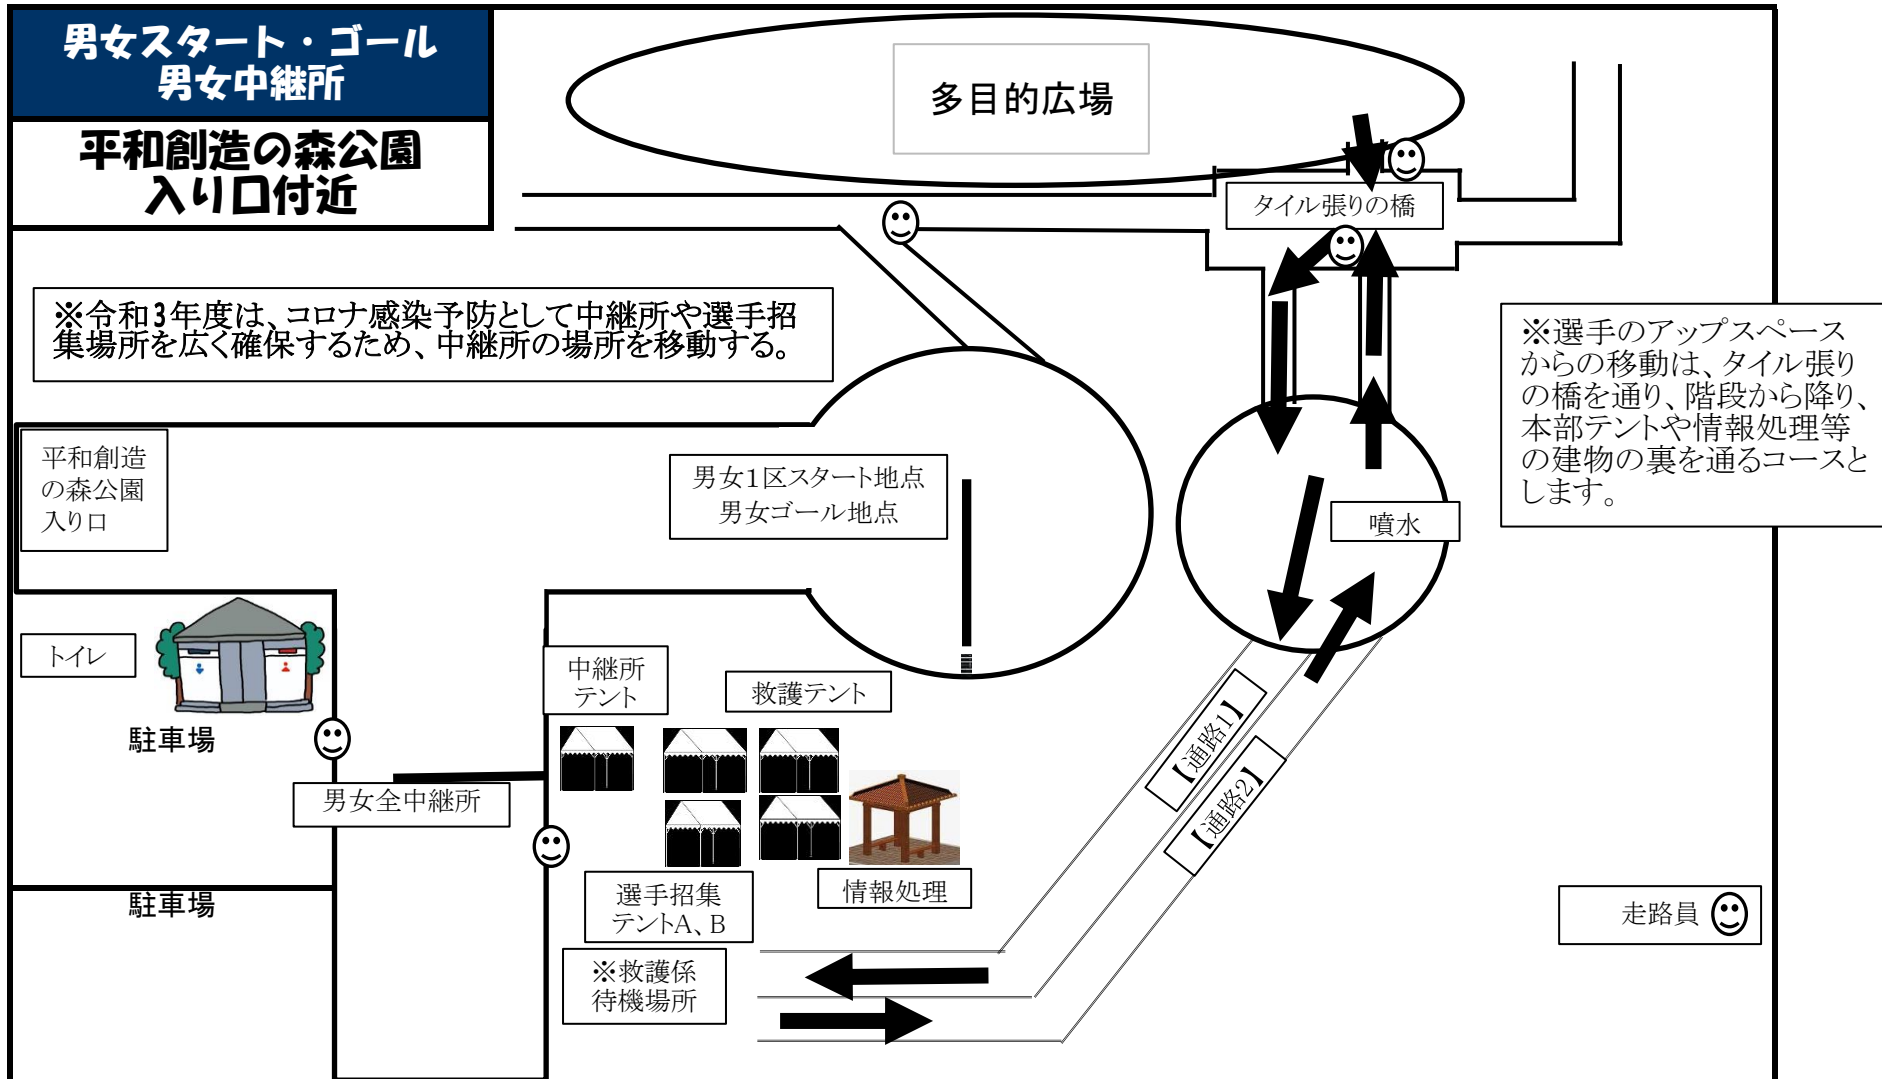 男女スタート・ゴール
男女中継所
平和創造の森公園
入り口付近
多目的広場
タイル張りの橋
※令和3年度は、コロナ感染予防として中継所や選手招
集場所を広く確保するため、中継所の場所を移動する。
※選手のアップスペース
からの移動は、タイル張り
の橋を通り、階段から降り、
本部テントや情報処理等
の建物の裏を通るコースと
します。
平和創造
の森公園
入り口
男女1区スタート地点
男女ゴール地点
噴水
トイレ
中継所
テント
救護テント
駐車場
【通路1】
【通路2】
男女全中継所
選手招集
テントA、B
情報処理
駐車場
走路員
※救護係
待機場所